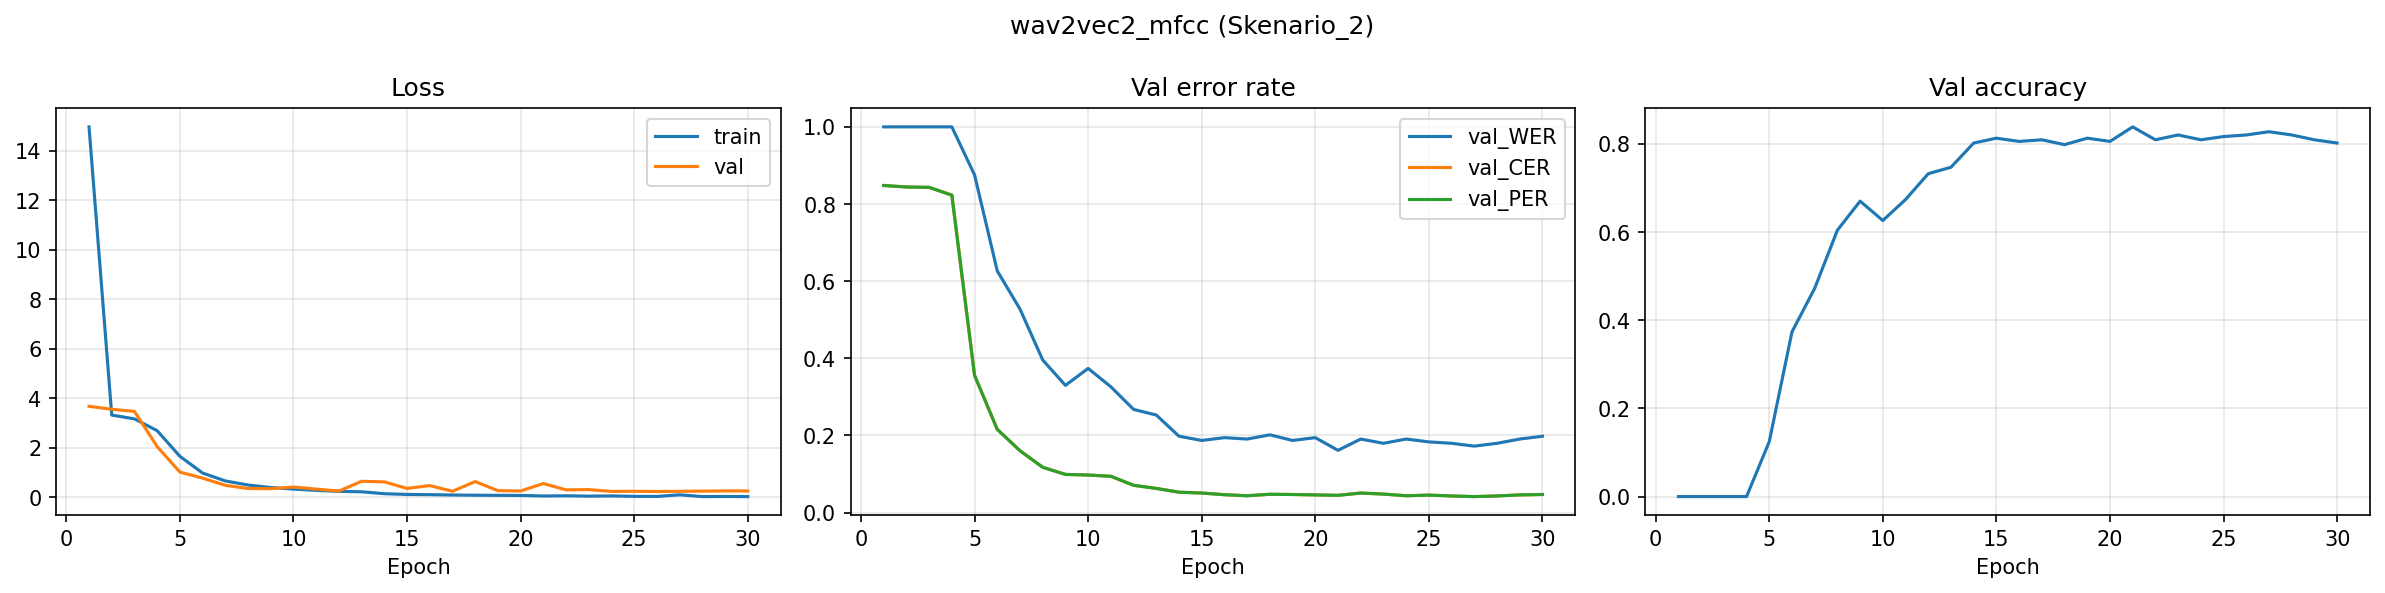 wav2vec2_mfcc (Skenario_2)
Loss
14
12
10
8
6
4
2
0
0 5 10 15 20 25 30
Epoch
train
val
Val error rate
1.0
0.8
0.6
0.4
0.2
0.0
0 5 10 15 20 25 30
Epoch
val_WER
val_CER
val_PER
Val accuracy
0.8
0.6
0.4
0.2
0.0
0 5 10 15 20 25 30
Epoch